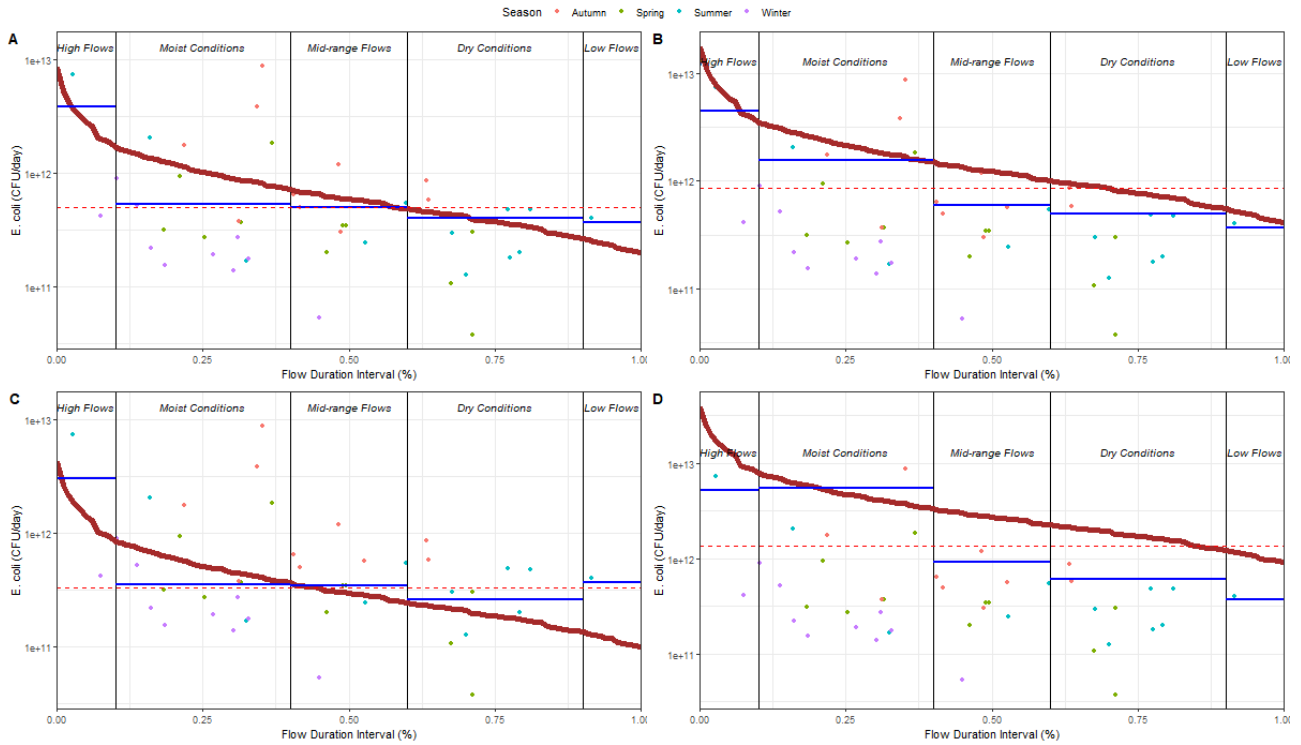 Season Autumn Spring Summer Winter
A
High Flows Moist Conditions Mid-range Flows Dry Conditions Low Flows
1e+13
1e+12
1e+11
E. coli (CFU/day)
0.00 0.25 0.50 0.75 1.00
Flow Duration Interval (%)
B
High Flows Moist Conditions Mid-range Flows Dry Conditions Low Flows
1e+13
1e+12
1e+11
E. coli (CFU/day)
0.00 0.25 0.50 0.75 1.00
Flow Duration Interval (%)
C
High Flows Moist Conditions Mid-range Flows Dry Conditions Low Flows
1e+13
1e+12
1e+11
E. coli (CFU/day)
0.00 0.25 0.50 0.75 1.00
Flow Duration Interval (%)
D
High Flows Moist Conditions Mid-range Flows Dry Conditions Low Flows
1e+13
1e+12
1e+11
E. coli (CFU/day)
0.00 0.25 0.50 0.75 1.00
Flow Duration Interval (%)